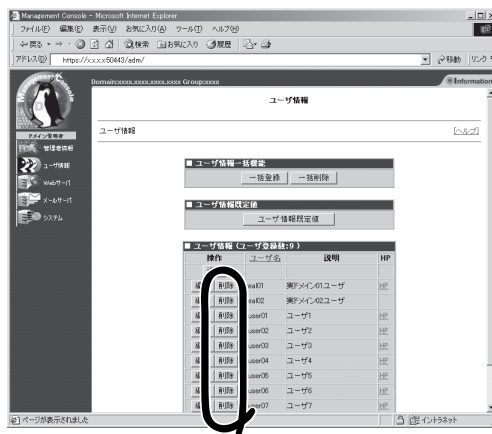 Management Console - Microsoft Internet Explorer
ファイル(F) 編集(E) 表示(V) お気に入り(A) ツール(T) ヘルプ(H)
戻る 検索 お気に入り 履歴
アドレス(D) https://x.x.x.x:50443/adm/ 移動 リンク
Management Console
Domain:xxxx.xxxx.xxxx.xxxx Group:xxxx
Information
ドメイン管理者
管理者情報
ユーザ情報
Webサーバ
メールサーバ
システム
ユーザ情報
ユーザ情報 [ヘルプ]
■ ユーザ情報一括機能
一括登録 一括削除
■ ユーザ情報既定値
ユーザ情報既定値
■ ユーザ情報 (ユーザ登録数:9 )
操作 ユーザ名 説明 HP
削除 real01 実ドメイン01ユーザ HP
削除 real02 実ドメイン02ユーザ HP
削除 user01 ユーザ1 HP
削除 user02 ユーザ2 HP
削除 user03 ユーザ3 HP
削除 user04 ユーザ4 HP
削除 user05 ユーザ5 HP
削除 user06 ユーザ6 HP
削除 user07 ユーザ7 HP
ページが表示されました イントラネット